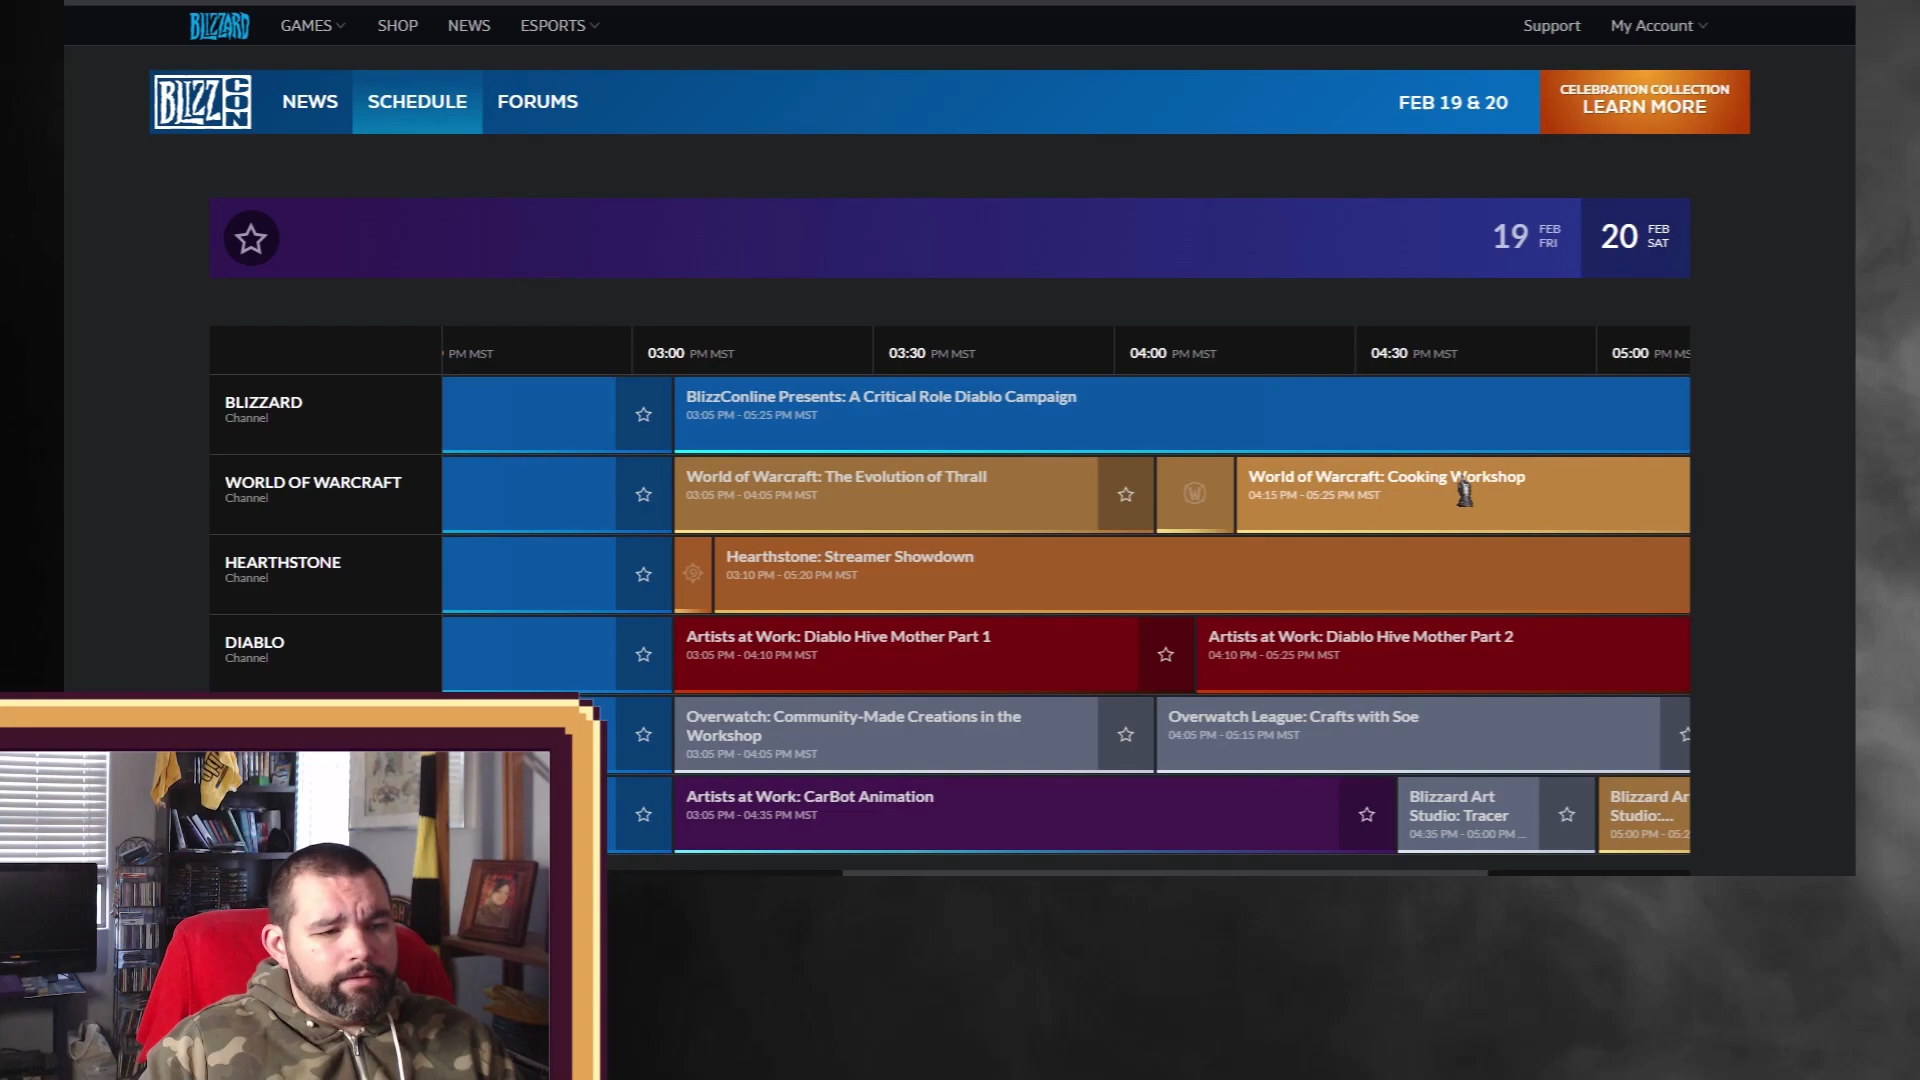 BLIZZARD GAMES SHOP NEWS ESPORTS Support My Account
BLIZZ CON NEWS SCHEDULE FORUMS FEB 19 & 20
CELEBRATION COLLECTION
LEARN MORE
19 FEB FRI 20 FEB SAT
PM MST 03:00 PM MST 03:30 PM MST 04:00 PM MST 04:30 PM MST 05:00 PM MS
BLIZZARD
Channel
BlizzConline Presents: A Critical Role Diablo Campaign
03:05 PM - 05:25 PM MST
WORLD OF WARCRAFT
Channel
World of Warcraft: The Evolution of Thrall
03:05 PM - 04:05 PM MST
World of Warcraft: Cooking Workshop
04:15 PM - 05:25 PM MST
HEARTHSTONE
Channel
Hearthstone: Streamer Showdown
03:10 PM - 05:20 PM MST
DIABLO
Channel
Artists at Work: Diablo Hive Mother Part 1
03:05 PM - 04:10 PM MST
Artists at Work: Diablo Hive Mother Part 2
04:10 PM - 05:25 PM MST
Overwatch: Community-Made Creations in the
Workshop
03:05 PM - 04:05 PM MST
Overwatch League: Crafts with Soe
04:05 PM - 05:15 PM MST
Artists at Work: CarBot Animation
03:05 PM - 04:35 PM MST
Blizzard Art
Studio: Tracer
04:35 PM - 05:00 PM ...
Blizzard Ar
Studio:...
05:00 PM - 05:2